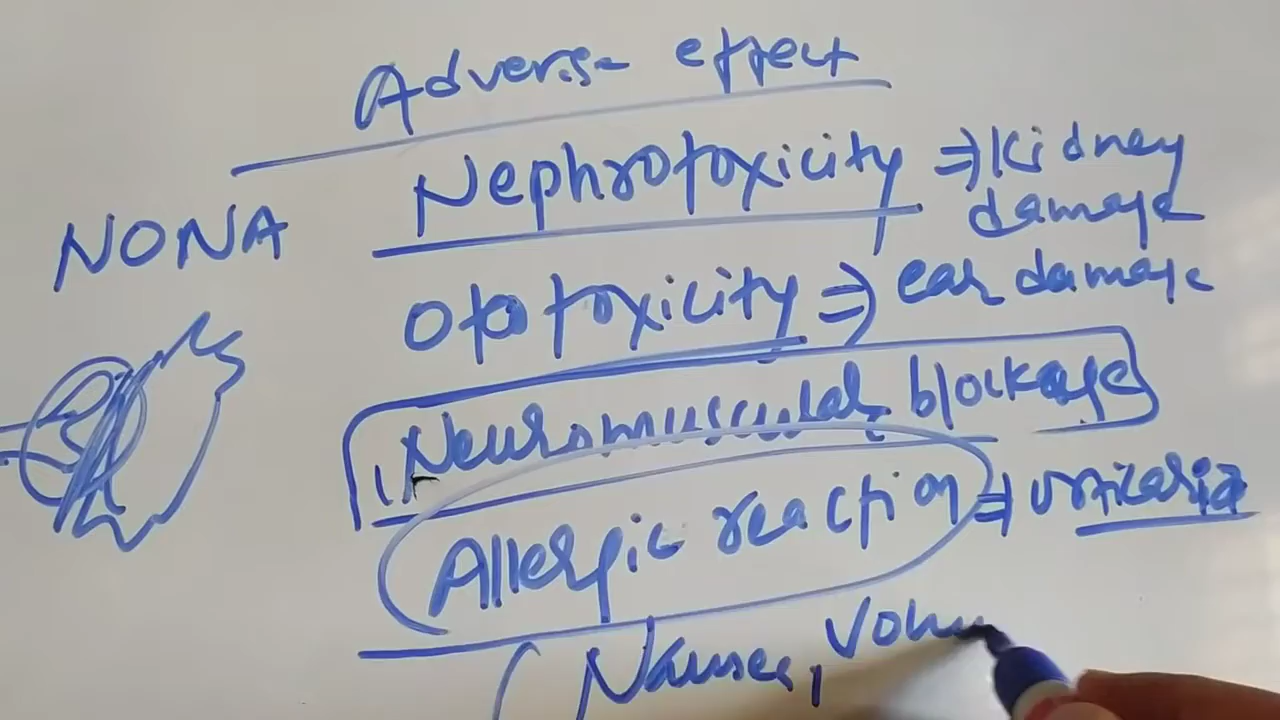 Adverse effect
Nephrotoxicity ⇒ Kidney
damage
NONA
Ototoxicity ⇒ ear damage
Neuromuscular blockage
Allergic reaction ⇒ urticaria
Nausea, Vom